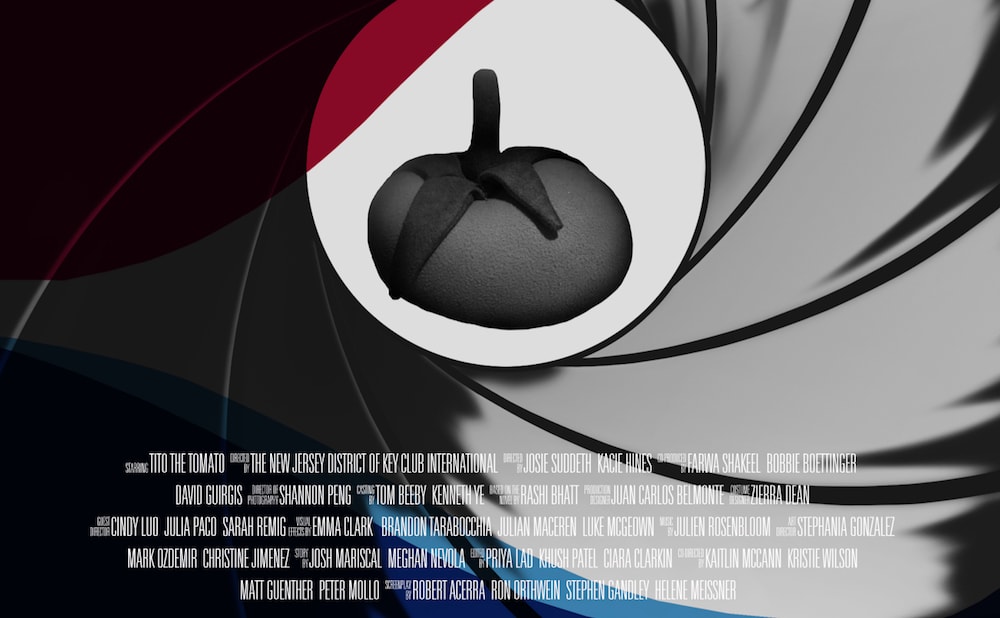 STARRING TITO THE TOMATO DIRECTED BY THE NEW JERSEY DISTRICT OF KEY CLUB INTERNATIONAL DIRECTED BY JOSIE SUDDETH KACIE HINES CO-PRODUCED BY FARWA SHAKEEL BOBBIE BOETTINGER
DAVID GUIRGIS DIRECTOR OF PHOTOGRAPHY SHANNON PENG CASTING BY TOM BEEBY KENNETH YE BASED ON THE NOVEL BY RASHI BHATT PRODUCTION DESIGNER JUAN CARLOS BELMONTE COSTUME DESIGNER ZIERRA DEAN
GUEST DIRECTOR CINDY LUO JULIA PACO SARAH REMIG VISUAL EFFECTS BY EMMA CLARK BRANDON TARABOCCHIA JULIAN MACEREN LUKE MCGEOWN MUSIC BY JULIEN ROSENBLOOM ART DIRECTOR STEPHANIA GONZALEZ
MARK OZDEMIR CHRISTINE JIMENEZ STORY BY JOSH MARISCAL MEGHAN NEVOLA EDITED BY PRIYA LAD KHUSH PATEL CIARA CLARKIN CO-DIRECTED BY KAITLIN MCCANN KRISTIE WILSON
MATT GUENTHER PETER MOLLO SCREENPLAY BY ROBERT ACERRA RON ORTHWEIN STEPHEN GANDLEY HELENE MEISSNER